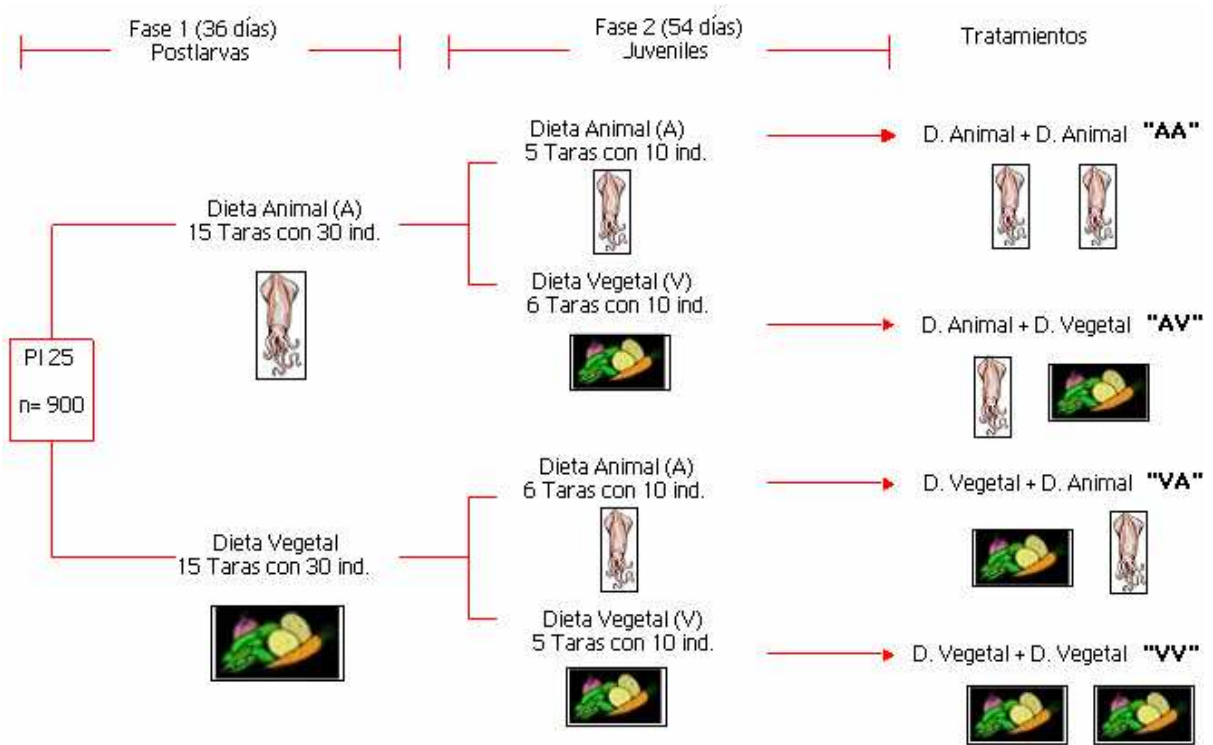 Fase 1 (36 días)
Postlarvas
Fase 2 (54 días)
Juveniles
Tratamientos
Pl 25
n= 900
Dieta Animal (A)
15 Taras con 30 ind.
Dieta Animal (A)
5 Taras con 10 ind.
D. Animal + D. Animal "AA"
Dieta Vegetal (V)
6 Taras con 10 ind.
D. Animal + D. Vegetal "AV"
Dieta Vegetal
15 Taras con 30 ind.
Dieta Animal (A)
6 Taras con 10 ind.
D. Vegetal + D. Animal "VA"
Dieta Vegetal (V)
5 Taras con 10 ind.
D. Vegetal + D. Vegetal "VV"